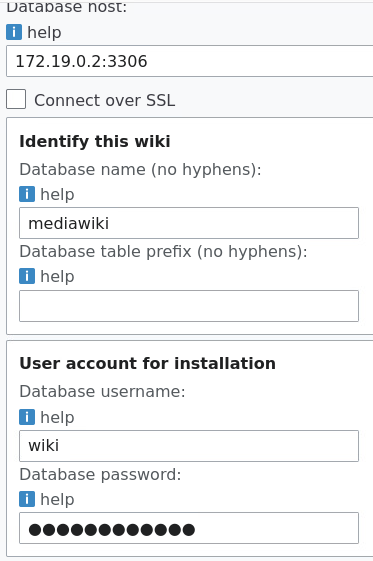 Database host:
help
172.19.0.2:3306
Connect over SSL
Identify this wiki
Database name (no hyphens):
help
mediawiki
Database table prefix (no hyphens):
help
User account for installation
Database username:
help
wiki
Database password:
help
●●●●●●●●●●●●